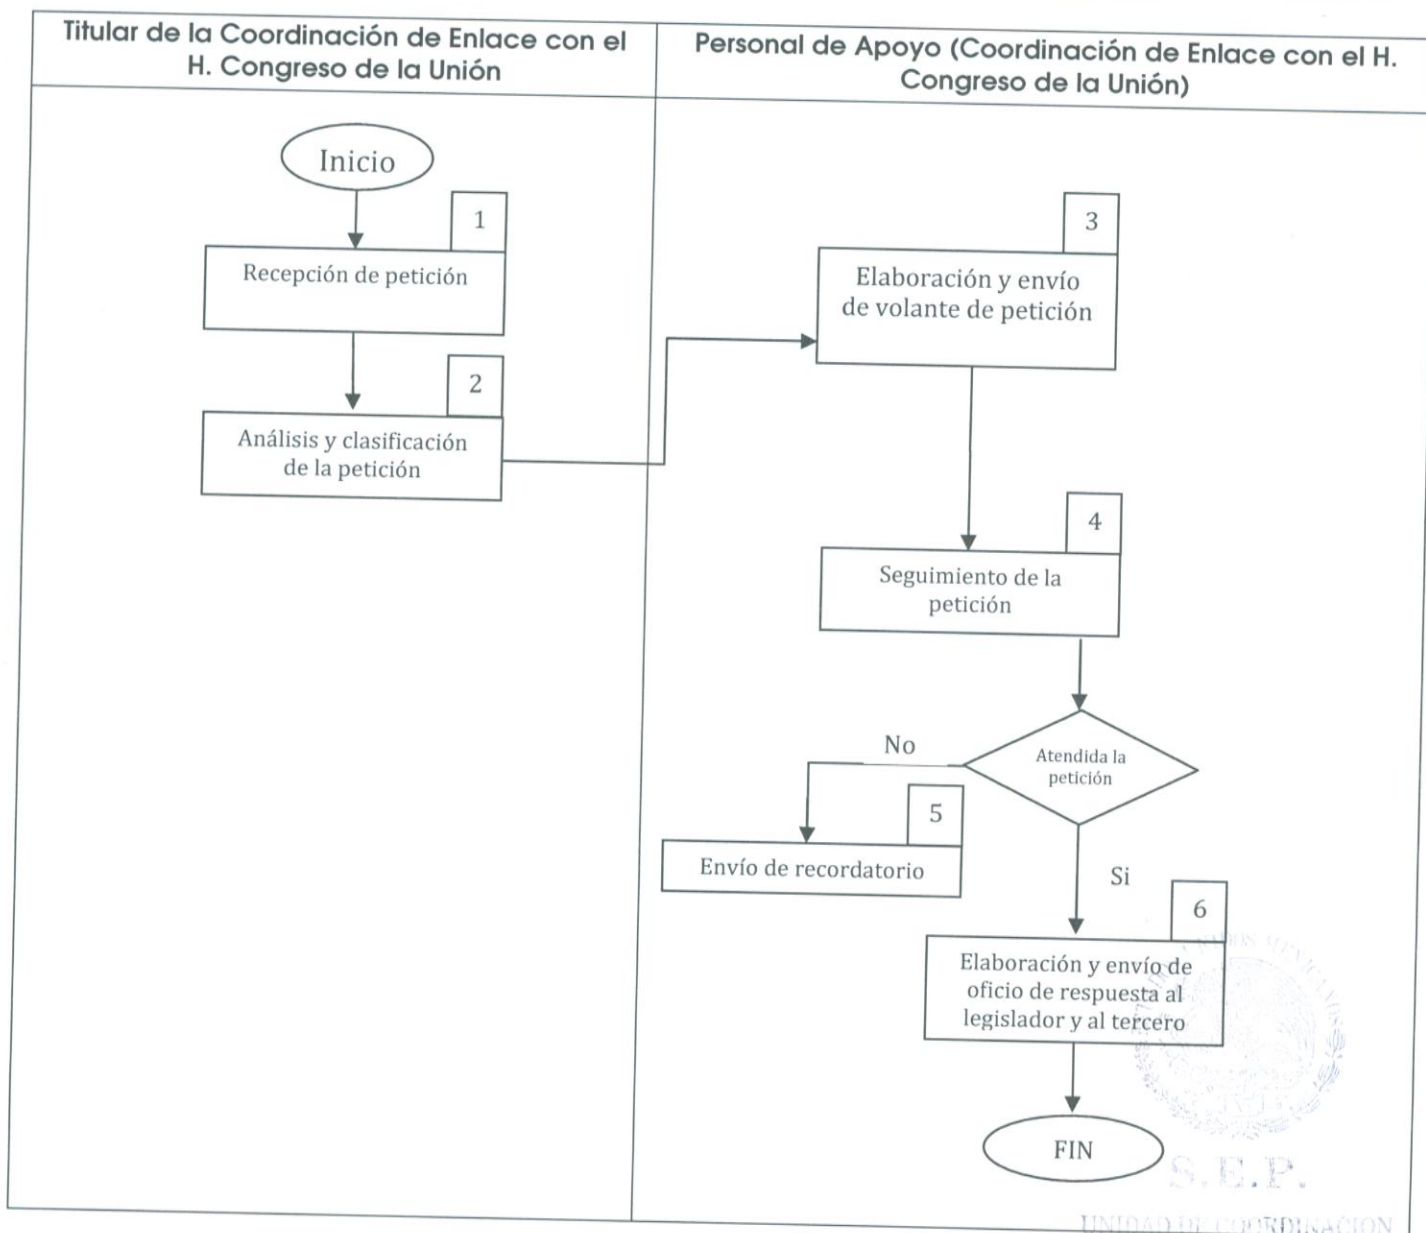 Titular de la Coordinación de Enlace con el
H. Congreso de la Unión
Personal de Apoyo (Coordinación de Enlace con el H.
Congreso de la Unión)
Inicio
1
Recepción de petición
2
Análisis y clasificación
de la petición
3
Elaboración y envío
de volante de petición
4
Seguimiento de la
petición
Atendida la
petición
No
5
Envío de recordatorio
Si
6
Elaboración y envío de
oficio de respuesta al
legislador y al tercero
FIN
S.E.P.
UNIDAD DE COORDINACION